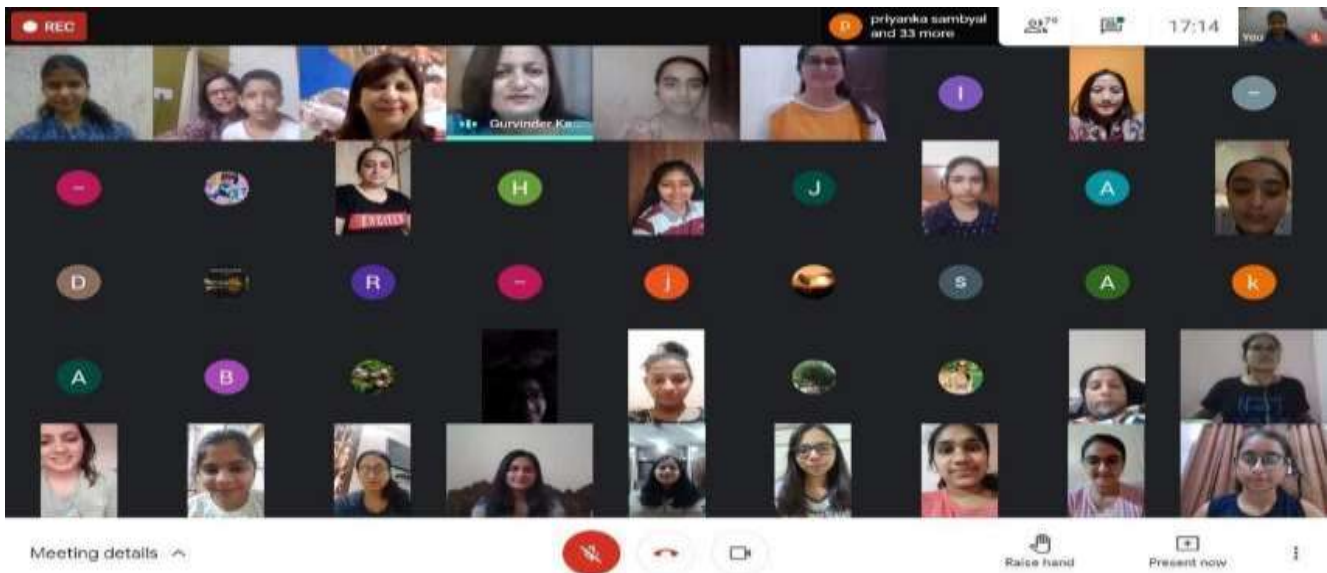 REC
priyanka sambyal
and 33 more
17:14
You
Gurvinder Ka...
I
-
-
H
J
A
D
R
-
j
s
A
k
A
B
Meeting details
Raise hand
Present now